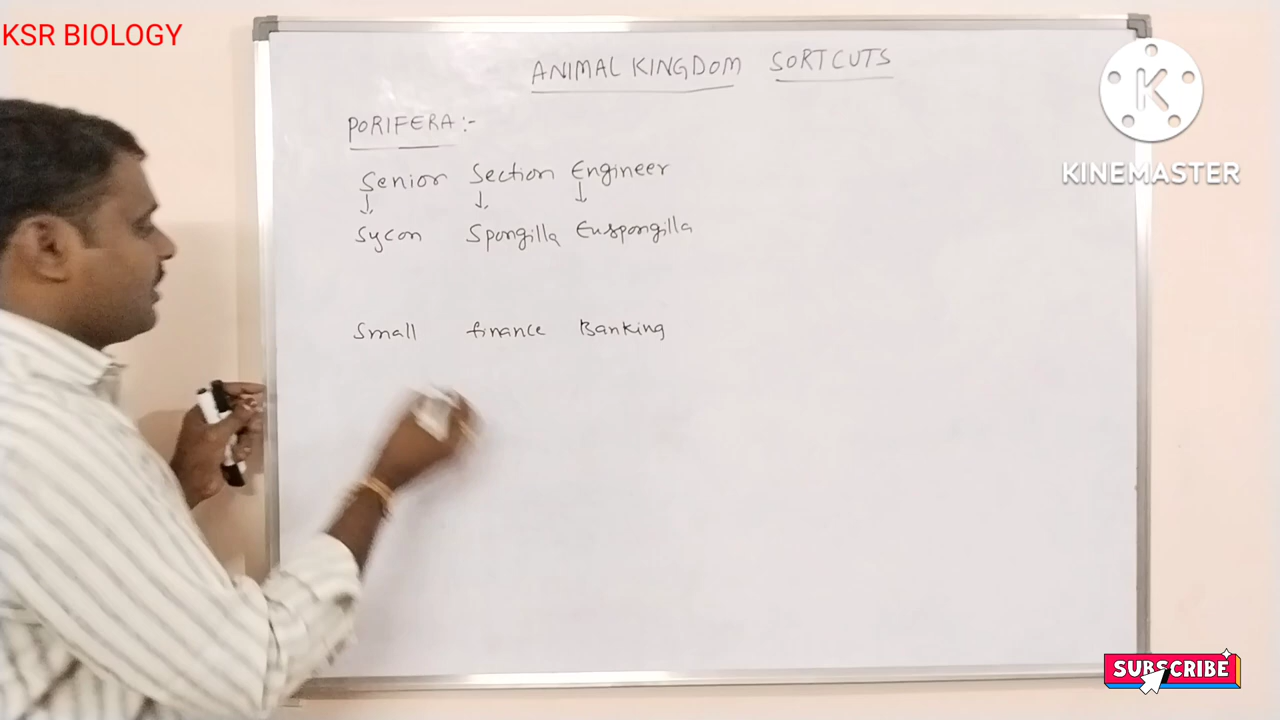 KSR BIOLOGY
ANIMAL KINGDOM SORTCUTS
PORIFERA:-
Senior Section Engineer
↓ ↓ ↓
Sycon Spongilla Euspongilla
Small finance Banking
K
KINEMASTER
SUBSCRIBE